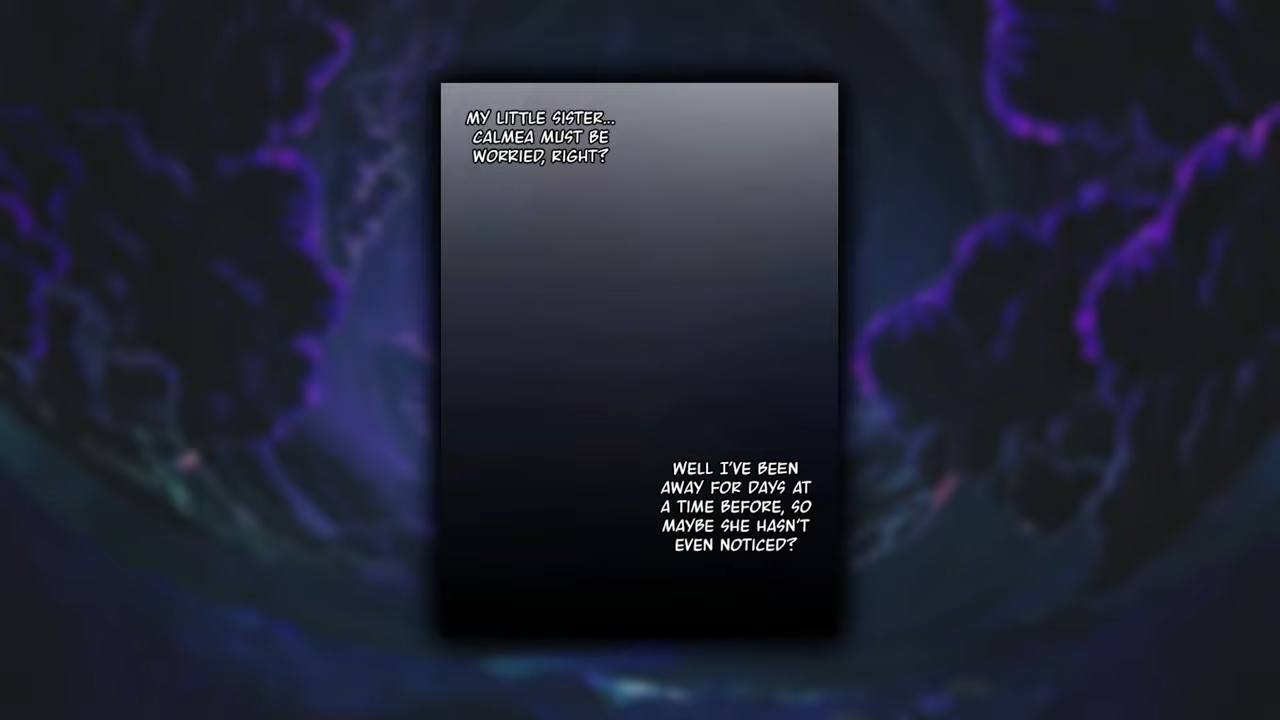 MY LITTLE SISTER...
CALMEA MUST BE
WORRIED, RIGHT?
WELL I'VE BEEN
AWAY FOR DAYS AT
A TIME BEFORE, SO
MAYBE SHE HASN'T
EVEN NOTICED?